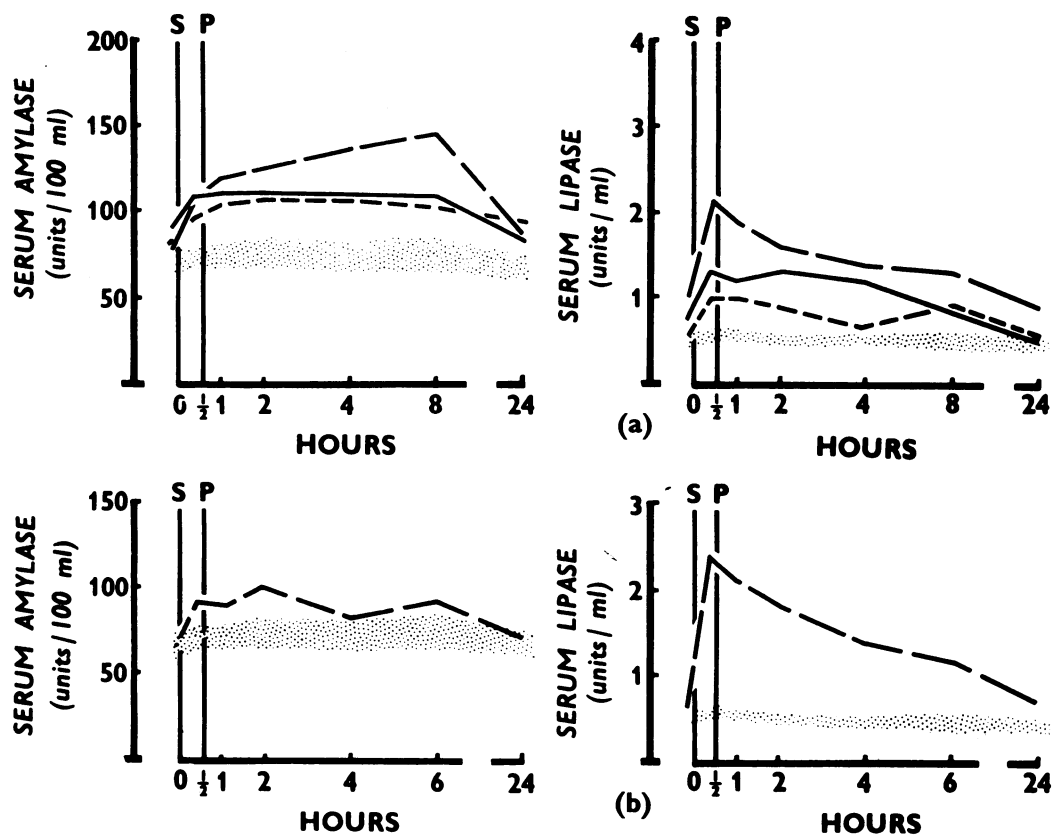 S P
200
150
100
50
SERUM AMYLASE
(units/100 ml)
0 ½ 1 2 4 8 24
HOURS
S P
4
3
2
1
SERUM LIPASE
(units/ ml)
0 ½ 1 2 4 8 24
HOURS
(a)
S P
150
100
50
SERUM AMYLASE
(units/100 ml)
0 ½ 1 2 4 6 24
HOURS
S P
3
2
1
SERUM LIPASE
(units/ ml)
0 ½ 1 2 4 6 24
HOURS
(b)